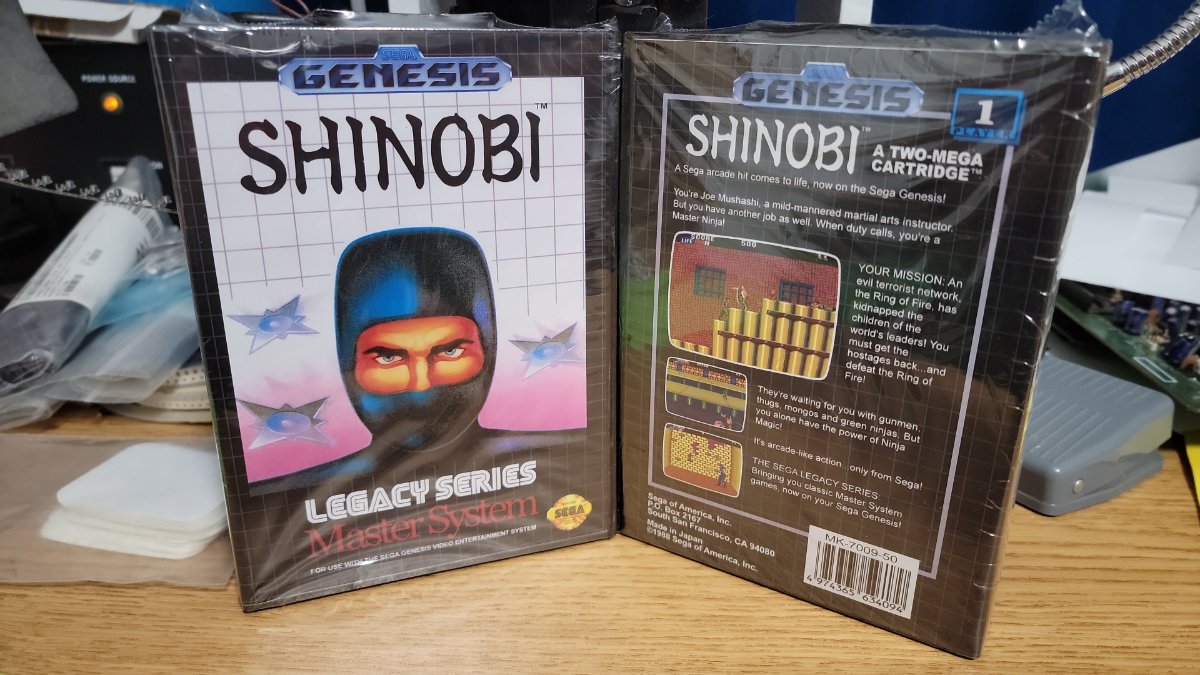 POWER SOURCE
SEGA
GENESIS
SHINOBI™
LEGACY SERIES
Master System
SEGA
FOR USE WITH THE SEGA GENESIS VIDEO ENTERTAINMENT SYSTEM
GENESIS
1
PLAYER
SHINOBI™
A TWO-MEGA
CARTRIDGE™
A Sega arcade hit comes to life, now on the Sega Genesis!
You're Joe Mushashi, a mild-mannered martial arts instructor.
But you have another job as well. When duty calls, you're a
Master Ninja!
SCORE
LIFE
500
YOUR MISSION: An
evil terrorist network,
the Ring of Fire, has
kidnapped the
children of the
world's leaders! You
must get the
hostages back...and
defeat the Ring of
Fire!
They're waiting for you with gunmen,
thugs, mongos and green ninjas. But
you alone have the power of Ninja
Magic!
It's arcade-like action...only from Sega!
THE SEGA LEGACY SERIES
Bringing you classic Master System
games, now on your Sega Genesis!
Sega of America, Inc.
P.O. Box 2167
South San Francisco, CA 94080
Made in Japan
©1988 Sega of America, Inc.
MK-7009-50
4 974365 634094